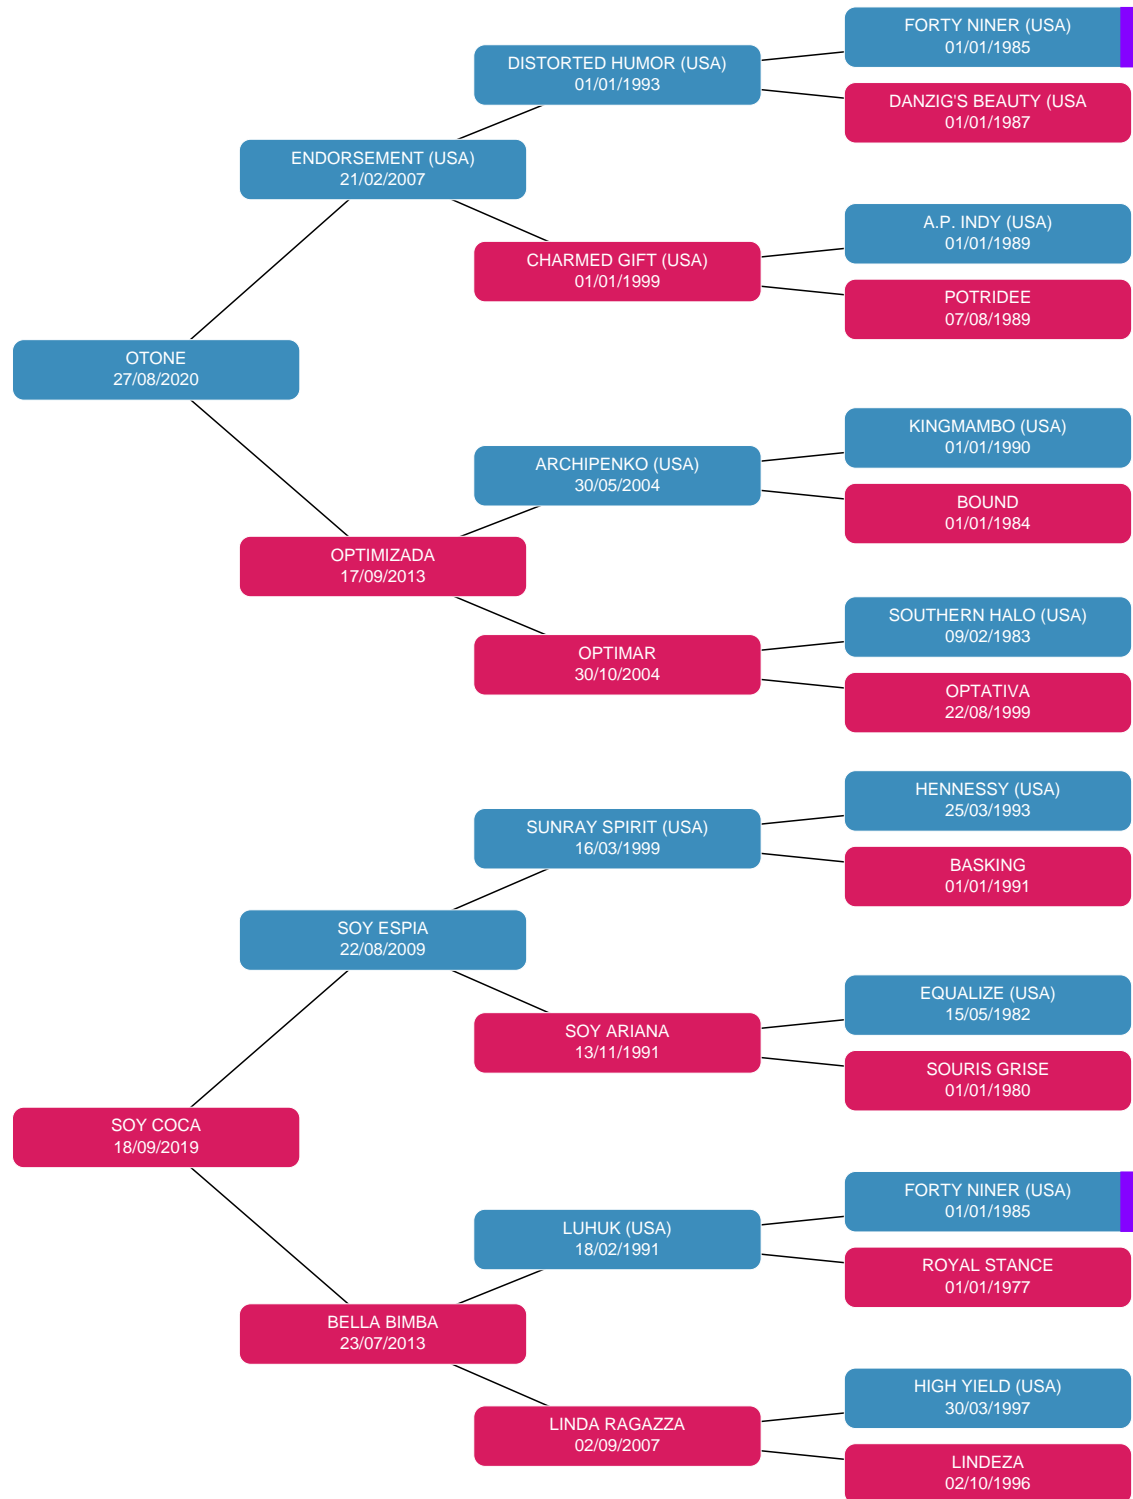 FORTY NINER (USA)
01/01/1985
DISTORTED HUMOR (USA)
01/01/1993
DANZIG'S BEAUTY (USA
01/01/1987
ENDORSEMENT (USA)
21/02/2007
A.P. INDY (USA)
01/01/1989
CHARMED GIFT (USA)
01/01/1999
POTRIDEE
07/08/1989
OTONE
27/08/2020
KINGMAMBO (USA)
01/01/1990
ARCHIPENKO (USA)
30/05/2004
BOUND
01/01/1984
OPTIMIZADA
17/09/2013
SOUTHERN HALO (USA)
09/02/1983
OPTIMAR
30/10/2004
OPTATIVA
22/08/1999
HENNESSY (USA)
25/03/1993
SUNRAY SPIRIT (USA)
16/03/1999
BASKING
01/01/1991
SOY ESPIA
22/08/2009
EQUALIZE (USA)
15/05/1982
SOY ARIANA
13/11/1991
SOURIS GRISE
01/01/1980
SOY COCA
18/09/2019
FORTY NINER (USA)
01/01/1985
LUHUK (USA)
18/02/1991
ROYAL STANCE
01/01/1977
BELLA BIMBA
23/07/2013
HIGH YIELD (USA)
30/03/1997
LINDA RAGAZZA
02/09/2007
LINDEZA
02/10/1996